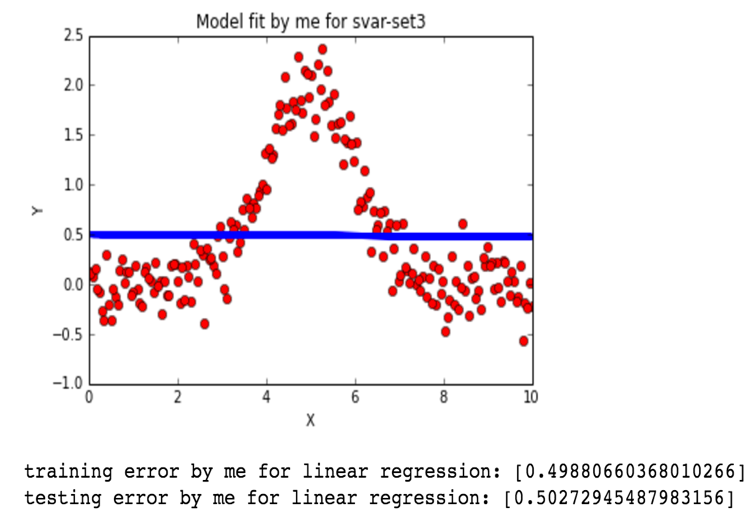 Model fit by me for svar-set3
2.5
2.0
1.5
1.0
0.5
0.0
−0.5
−1.0
Y
0 2 4 6 8 10
X
training error by me for linear regression: [0.49880660368010266]
testing error by me for linear regression: [0.50272945487983156]